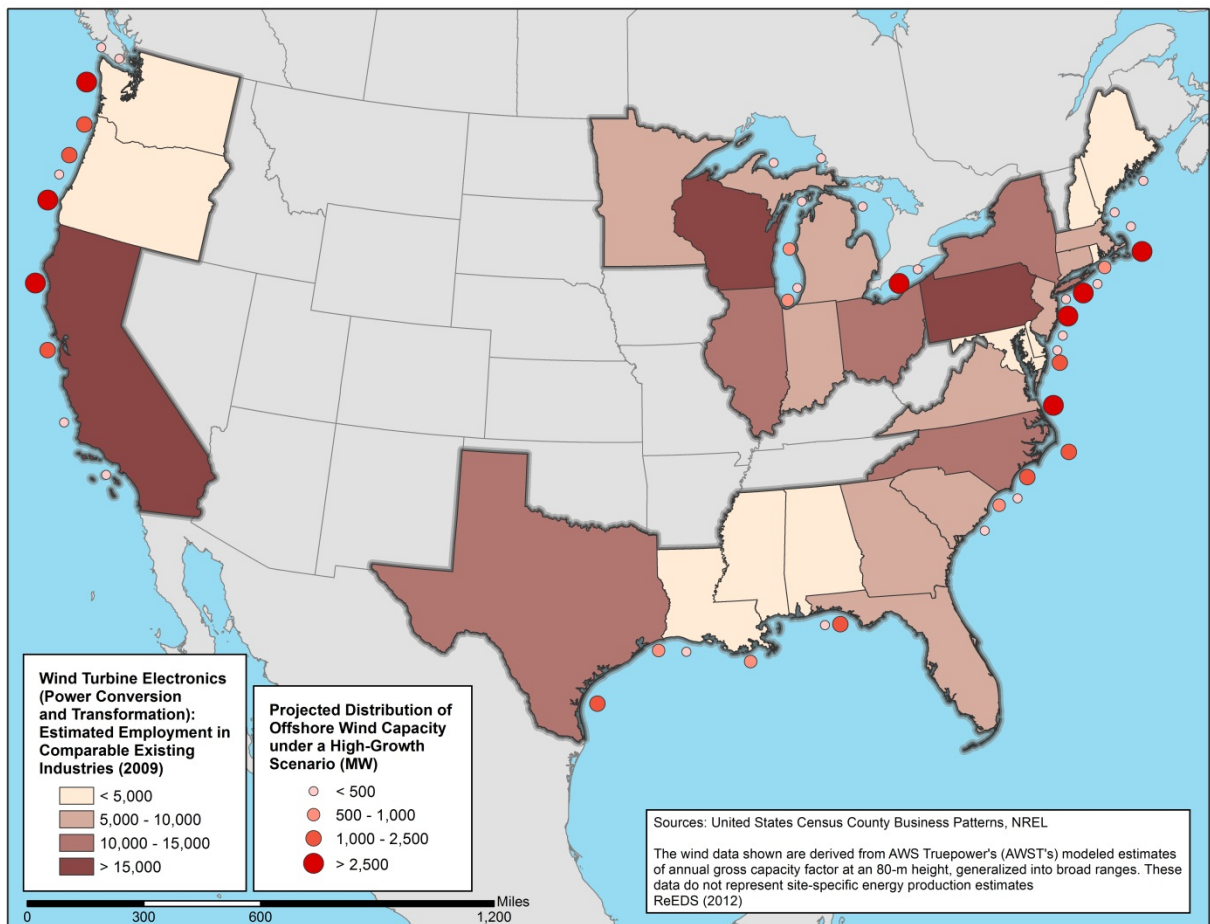 Wind Turbine Electronics
(Power Conversion
and Transformation):
Estimated Employment in
Comparable Existing
Industries (2009)
< 5,000
5,000 - 10,000
10,000 - 15,000
> 15,000
Projected Distribution of
Offshore Wind Capacity
under a High-Growth
Scenario (MW)
< 500
500 - 1,000
1,000 - 2,500
> 2,500
Sources: United States Census County Business Patterns, NREL
The wind data shown are derived from AWS Truepower's (AWST's) modeled estimates
of annual gross capacity factor at an 80-m height, generalized into broad ranges. These
data do not represent site-specific energy production estimates
ReEDS (2012)
Miles
0 300 600 1,200